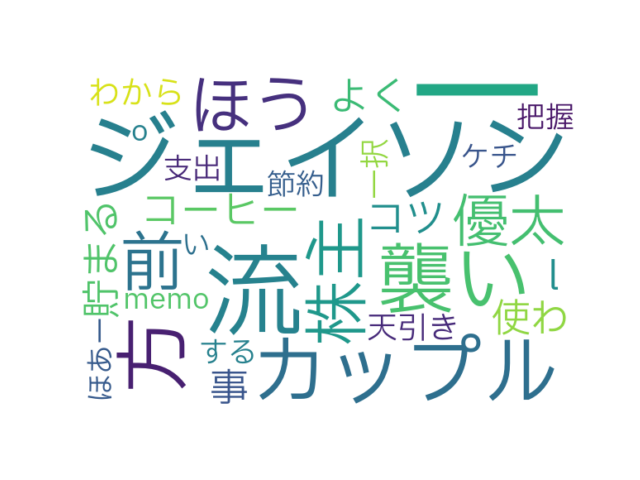 わから
ほう
よく
ー
把握
ジェイソン
o
支出
節約
一択
ケチ
貯まる
コーヒー
株主
コツ
優太
前
い
流
襲い
l
memo
天引き
使わ
ほあー
方
する
事
カップル